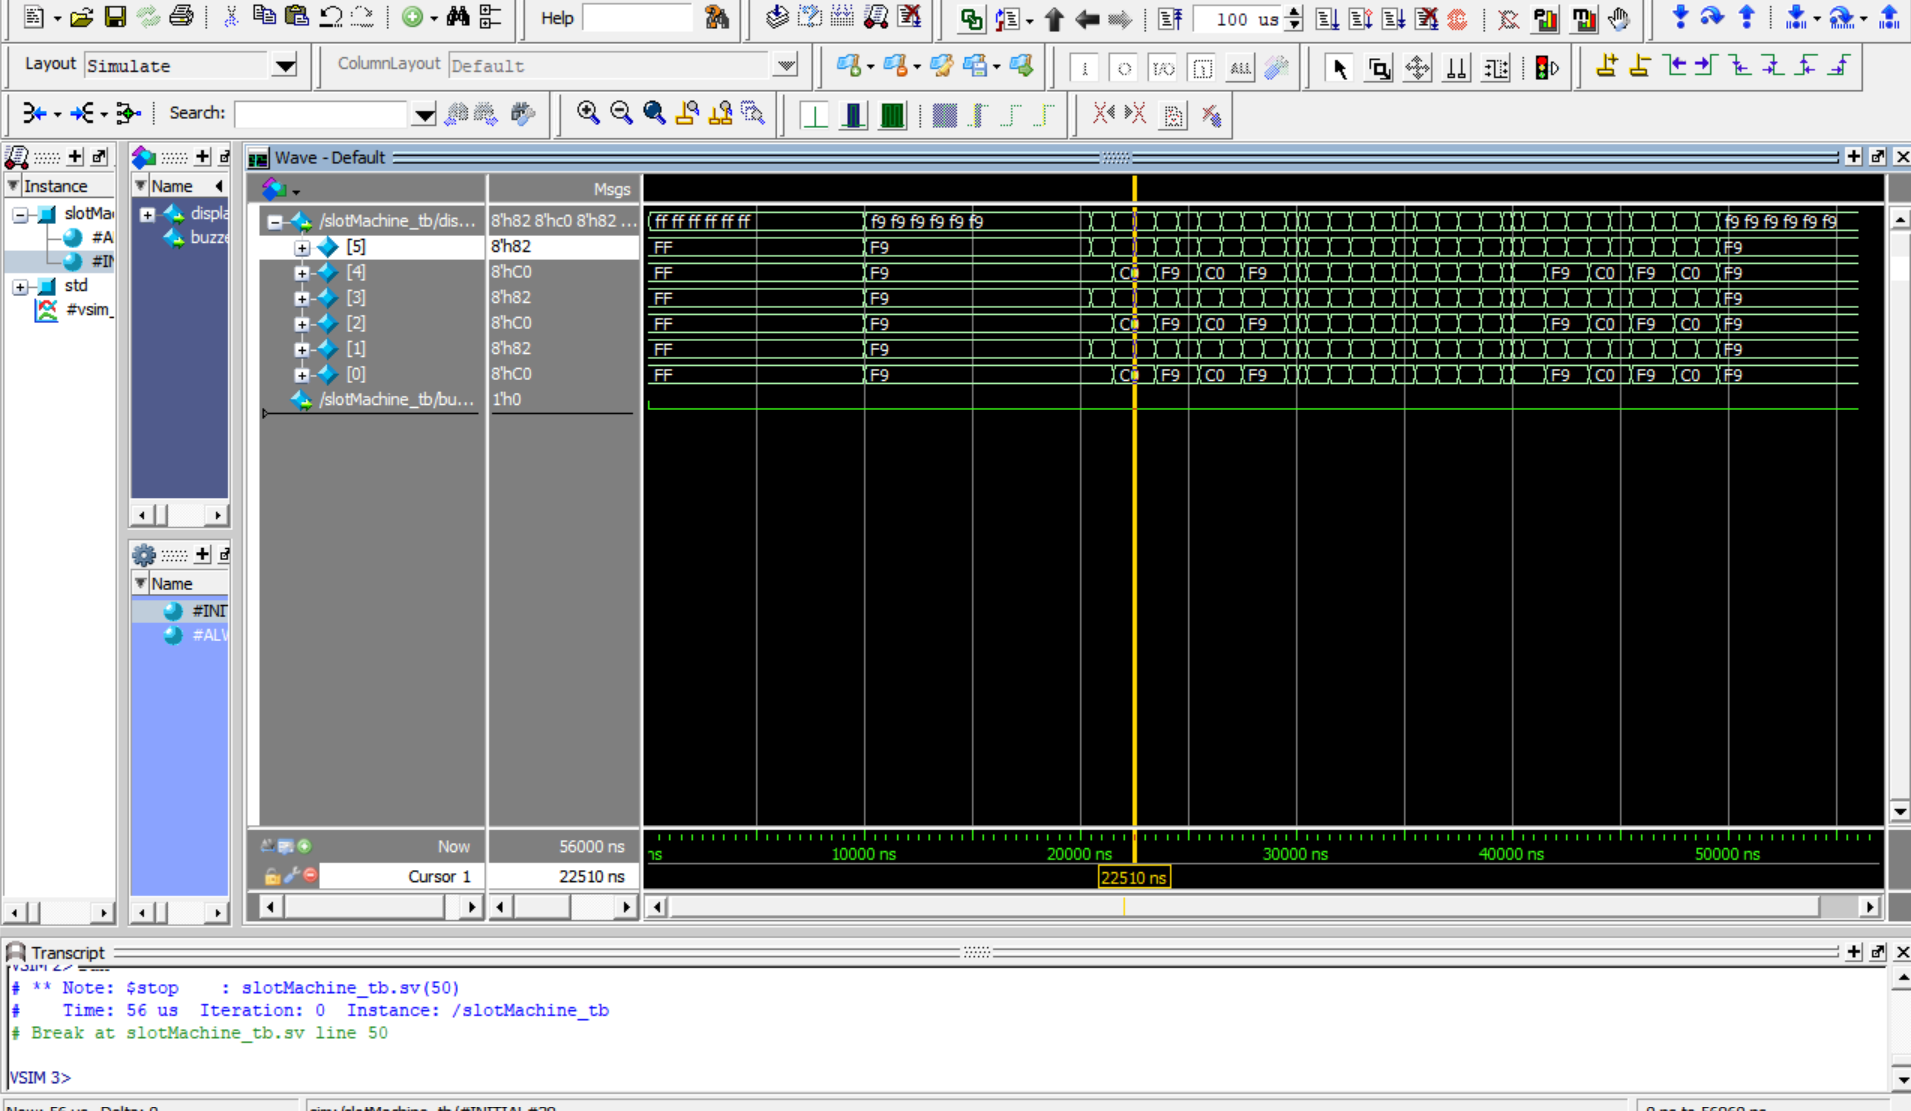 Help
100 us
Layout Simulate
ColumnLayout Default
Search:
Wave - Default
Instance
Name
Msgs
slotMa
#A
#IN
std
#vsim_
displa
buzze
/slotMachine_tb/dis... 8'h82 8'hc0 8'h82 ... ff ff ff ff ff ff f9 f9 f9 f9 f9 f9 f9 f9 f9 f9 f9 f9
[5] 8'h82 FF F9 F9
[4] 8'hC0 FF F9 C0 F9 C0 F9 F9 C0 F9 C0 F9
[3] 8'h82 FF F9 F9
[2] 8'hC0 FF F9 C0 F9 C0 F9 F9 C0 F9 C0 F9
[1] 8'h82 FF F9 F9
[0] 8'hC0 FF F9 C0 F9 C0 F9 F9 C0 F9 C0 F9
/slotMachine_tb/bu... 1'h0
Name
#INI
#ALW
Now 56000 ns
ns 10000 ns 20000 ns 30000 ns 40000 ns 50000 ns
Cursor 1 22510 ns
22510 ns
Transcript
# ** Note: $stop : slotMachine_tb.sv(50)
# Time: 56 us Iteration: 0 Instance: /slotMachine_tb
# Break at slotMachine_tb.sv line 50
VSIM 3>